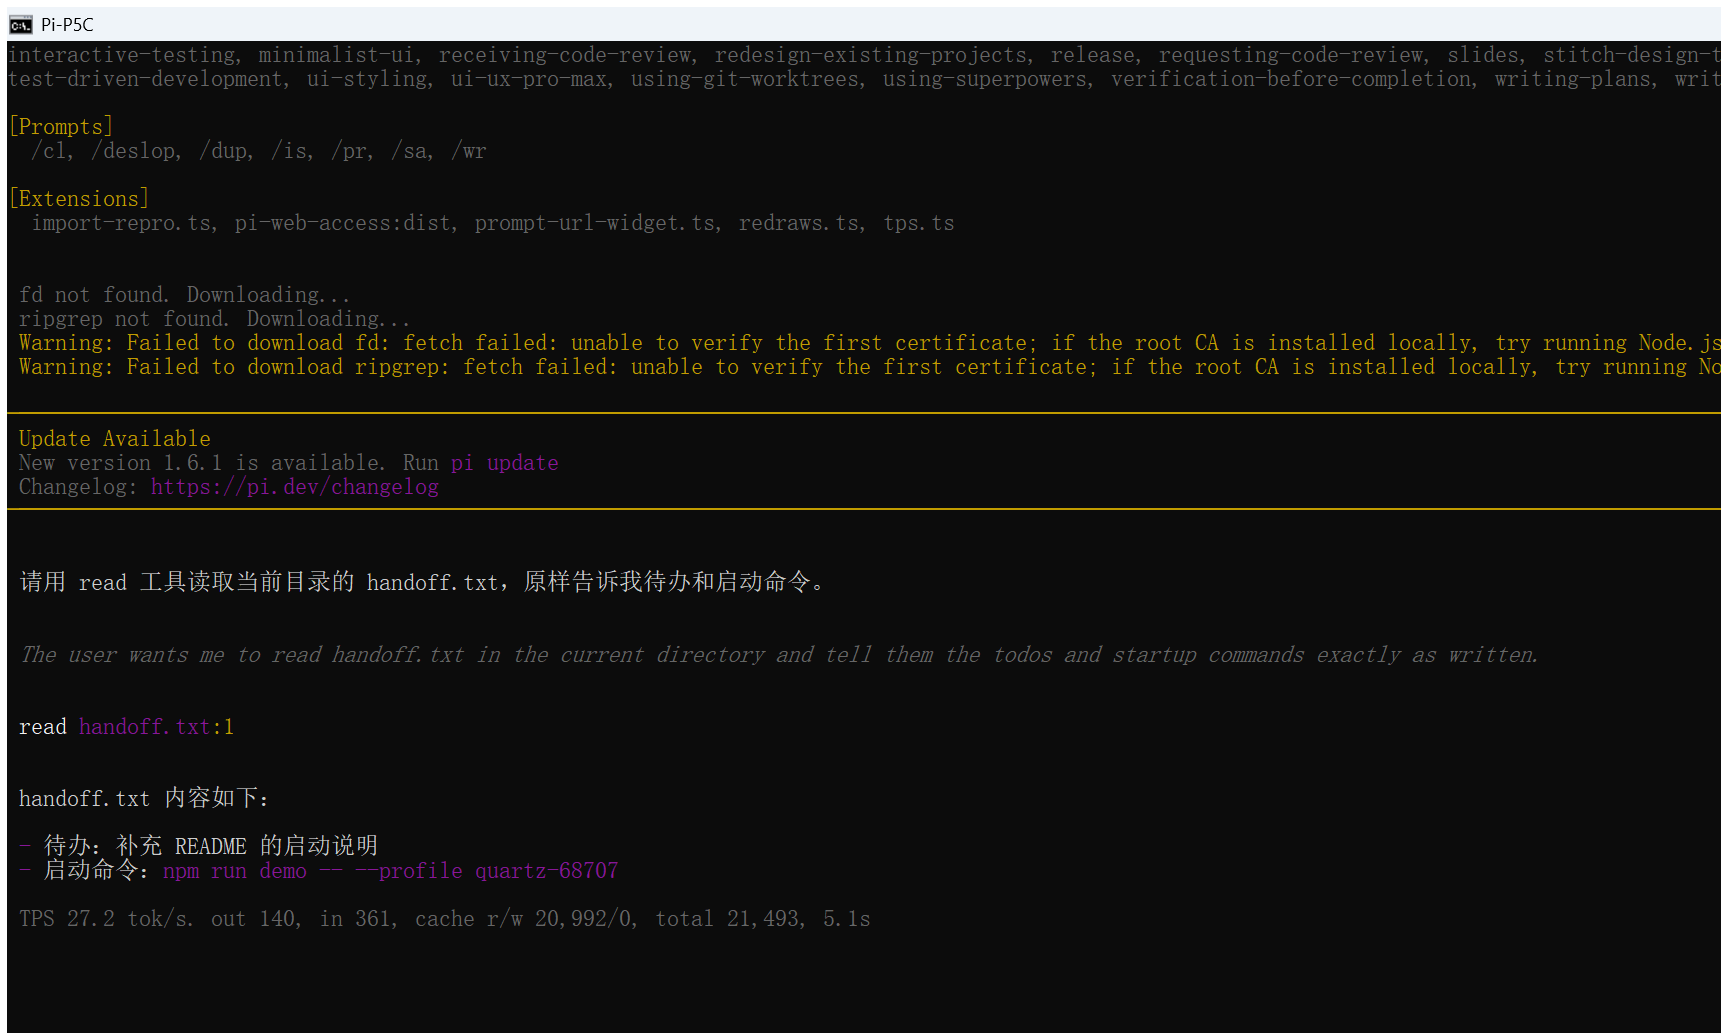 Pi-P5C
interactive-testing, minimalist-ui, receiving-code-review, redesign-existing-projects, release, requesting-code-review, slides, stitch-design-t
test-driven-development, ui-styling, ui-ux-pro-max, using-git-worktrees, using-superpowers, verification-before-completion, writing-plans, writ
[Prompts]
/cl, /deslop, /dup, /is, /pr, /sa, /wr
[Extensions]
import-repro.ts, pi-web-access:dist, prompt-url-widget.ts, redraws.ts, tps.ts
fd not found. Downloading...
ripgrep not found. Downloading...
Warning: Failed to download fd: fetch failed: unable to verify the first certificate; if the root CA is installed locally, try running Node.js
Warning: Failed to download ripgrep: fetch failed: unable to verify the first certificate; if the root CA is installed locally, try running No
Update Available
New version 1.6.1 is available. Run pi update
Changelog: https://pi.dev/changelog
请用 read 工具读取当前目录的 handoff.txt，原样告诉我待办和启动命令。
The user wants me to read handoff.txt in the current directory and tell them the todos and startup commands exactly as written.
read handoff.txt:1
handoff.txt 内容如下：
- 待办：补充 README 的启动说明
- 启动命令：npm run demo -- --profile quartz-68707
TPS 27.2 tok/s. out 140, in 361, cache r/w 20,992/0, total 21,493, 5.1s